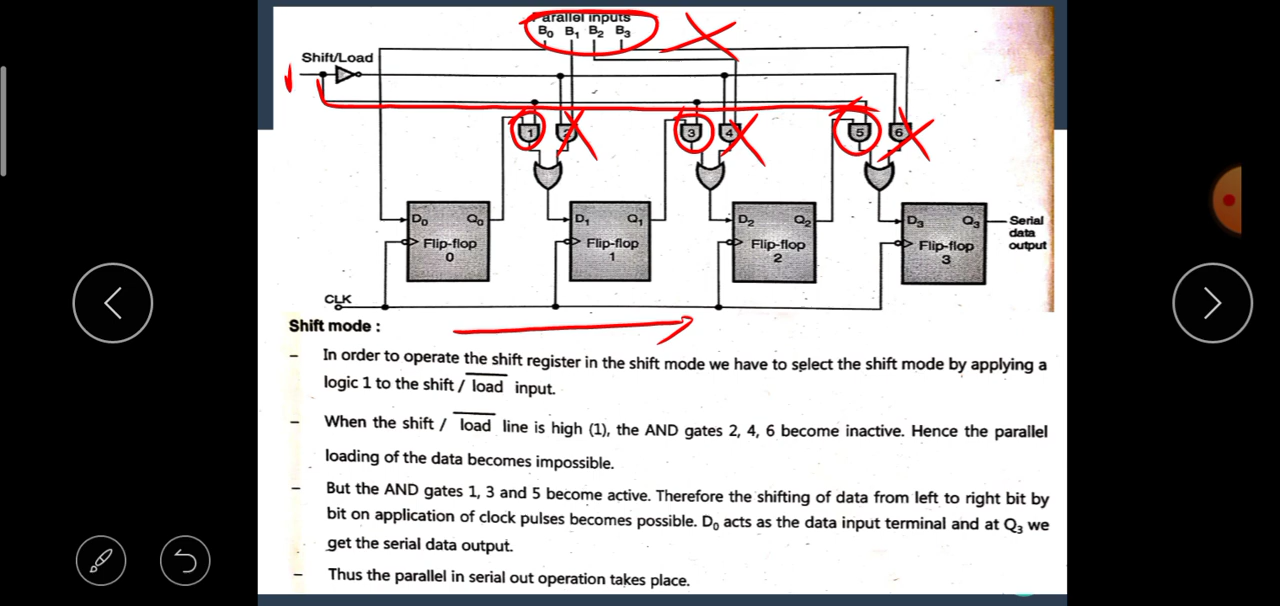 arallel inputs
B₀ B₁ B₂ B₃
Shift/Load
1
1 2 3 4 5 6
D₀ Q₀ D₁ Q₁ D₂ Q₂ D₃ Q₃ Serial
data
output
Flip-flop Flip-flop Flip-flop Flip-flop
0 1 2 3
CLK
Shift mode :
– In order to operate the shift register in the shift mode we have to select the shift mode by applying a
logic 1 to the shift / l̅o̅a̅d̅ input.
– When the shift / l̅o̅a̅d̅ line is high (1), the AND gates 2, 4, 6 become inactive. Hence the parallel
loading of the data becomes impossible.
– But the AND gates 1, 3 and 5 become active. Therefore the shifting of data from left to right bit by
bit on application of clock pulses becomes possible. D₀ acts as the data input terminal and at Q₃ we
get the serial data output.
– Thus the parallel in serial out operation takes place.